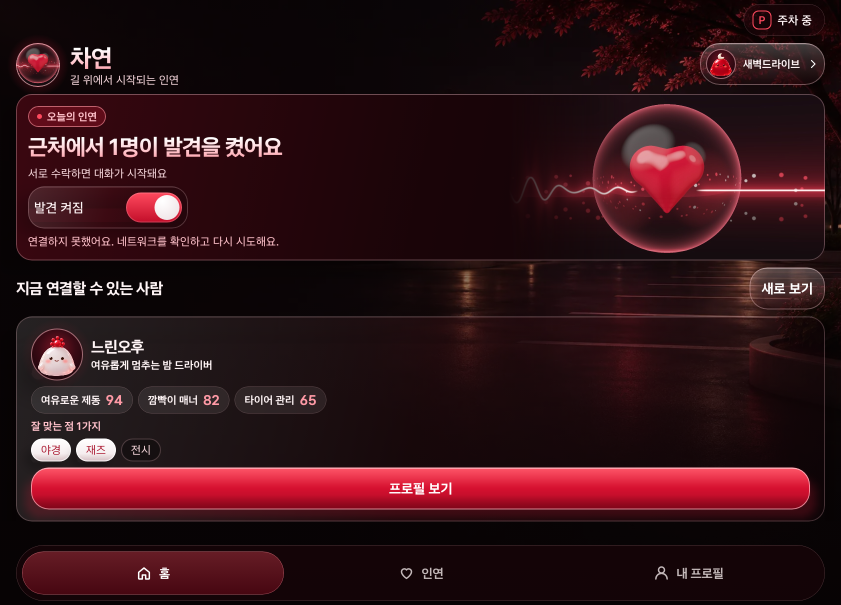 P 주차 중
차연
길 위에서 시작되는 인연
새벽드라이브
오늘의 인연
근처에서 1명이 발견을 켰어요
서로 수락하면 대화가 시작돼요
발견 켜짐
연결하지 못했어요. 네트워크를 확인하고 다시 시도해요.
지금 연결할 수 있는 사람
새로 보기
느린오후
여유롭게 멈추는 밤 드라이버
여유로운 제동 94 깜빡이 매너 82 타이어 관리 65
잘 맞는 점 1가지
야경 재즈 전시
프로필 보기
홈 인연 내 프로필